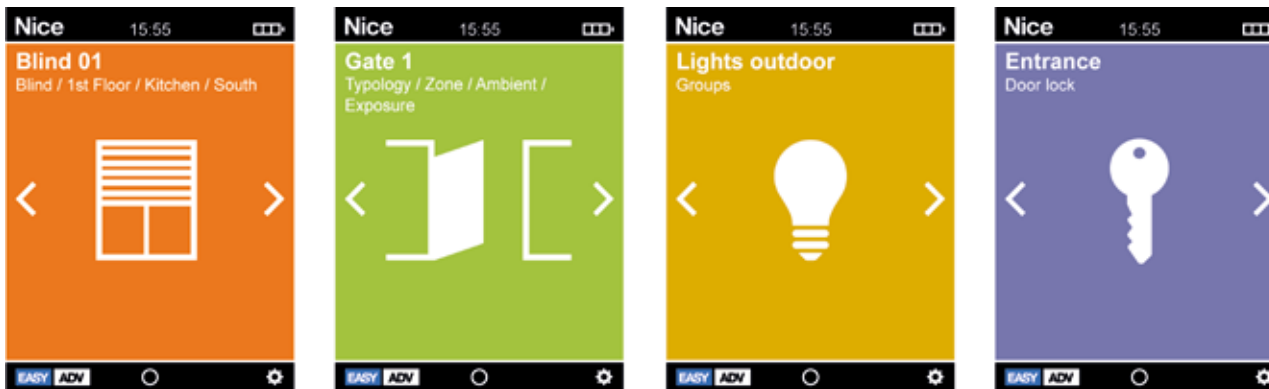 Nice 15:55
Blind 01
Blind / 1st Floor / Kitchen / South
EASY ADV
Nice 15:55
Gate 1
Typology / Zone / Ambient /
Exposure
EASY ADV
Nice 15:55
Lights outdoor
Groups
EASY ADV
Nice 15:55
Entrance
Door lock
EASY ADV